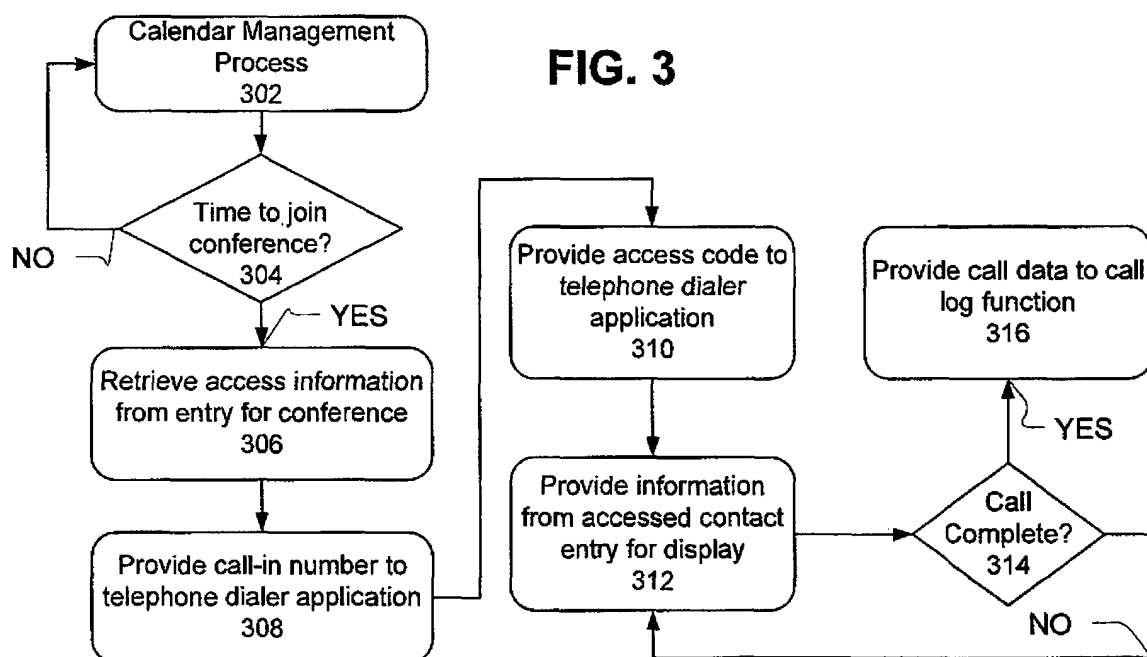 FIG. 3
Calendar Management
Process
302
Time to join
conference?
304
NO
YES
Retrieve access information
from entry for conference
306
Provide call-in number to
telephone dialer application
308
Provide access code to
telephone dialer
application
310
Provide information
from accessed contact
entry for display
312
Call
Complete?
314
NO
YES
Provide call data to call
log function
316